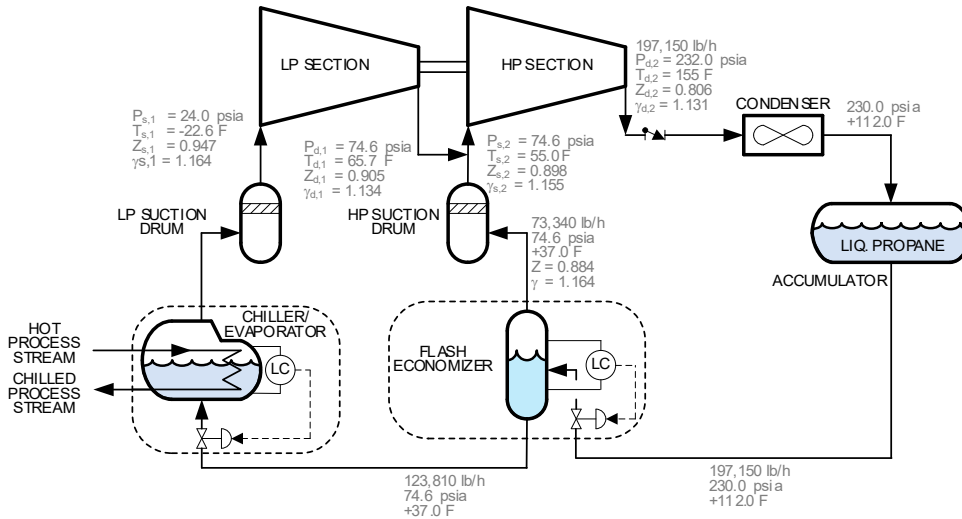 LP SECTION
HP SECTION
197,150 lb/h
Pd,2 = 232.0 psia
Td,2 = 155 F
Zd,2 = 0.806
γd,2 = 1.131
CONDENSER
230.0 psia
+112.0 F
Ps,1 = 24.0 psia
Ts,1 = -22.6 F
Zs,1 = 0.947
γs,1 = 1.164
Pd,1 = 74.6 psia
Td,1 = 65.7 F
Zd,1 = 0.905
γd,1 = 1.134
Ps,2 = 74.6 psia
Ts,2 = 55.0 F
Zs,2 = 0.898
γs,2 = 1.155
LP SUCTION
DRUM
HP SUCTION
DRUM
73,340 lb/h
74.6 psia
+37.0 F
Z = 0.884
γ = 1.164
LIQ. PROPANE
ACCUMULATOR
CHILLER/
EVAPORATOR
HOT
PROCESS
STREAM
LC
CHILLED
PROCESS
STREAM
FLASH
ECONOMIZER
LC
123,810 lb/h
74.6 psia
+37.0 F
197,150 lb/h
230.0 psia
+112.0 F